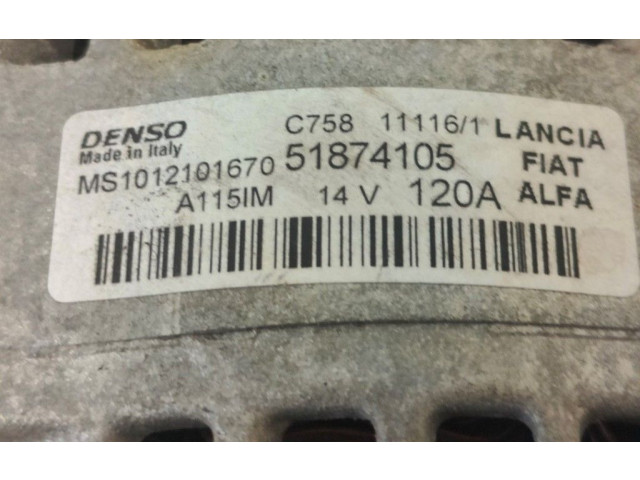 DENSO C758 11116/1 LANCIA
Made in Italy
MS1012101670 51874105 FIAT
A115IM 14 V 120A ALFA